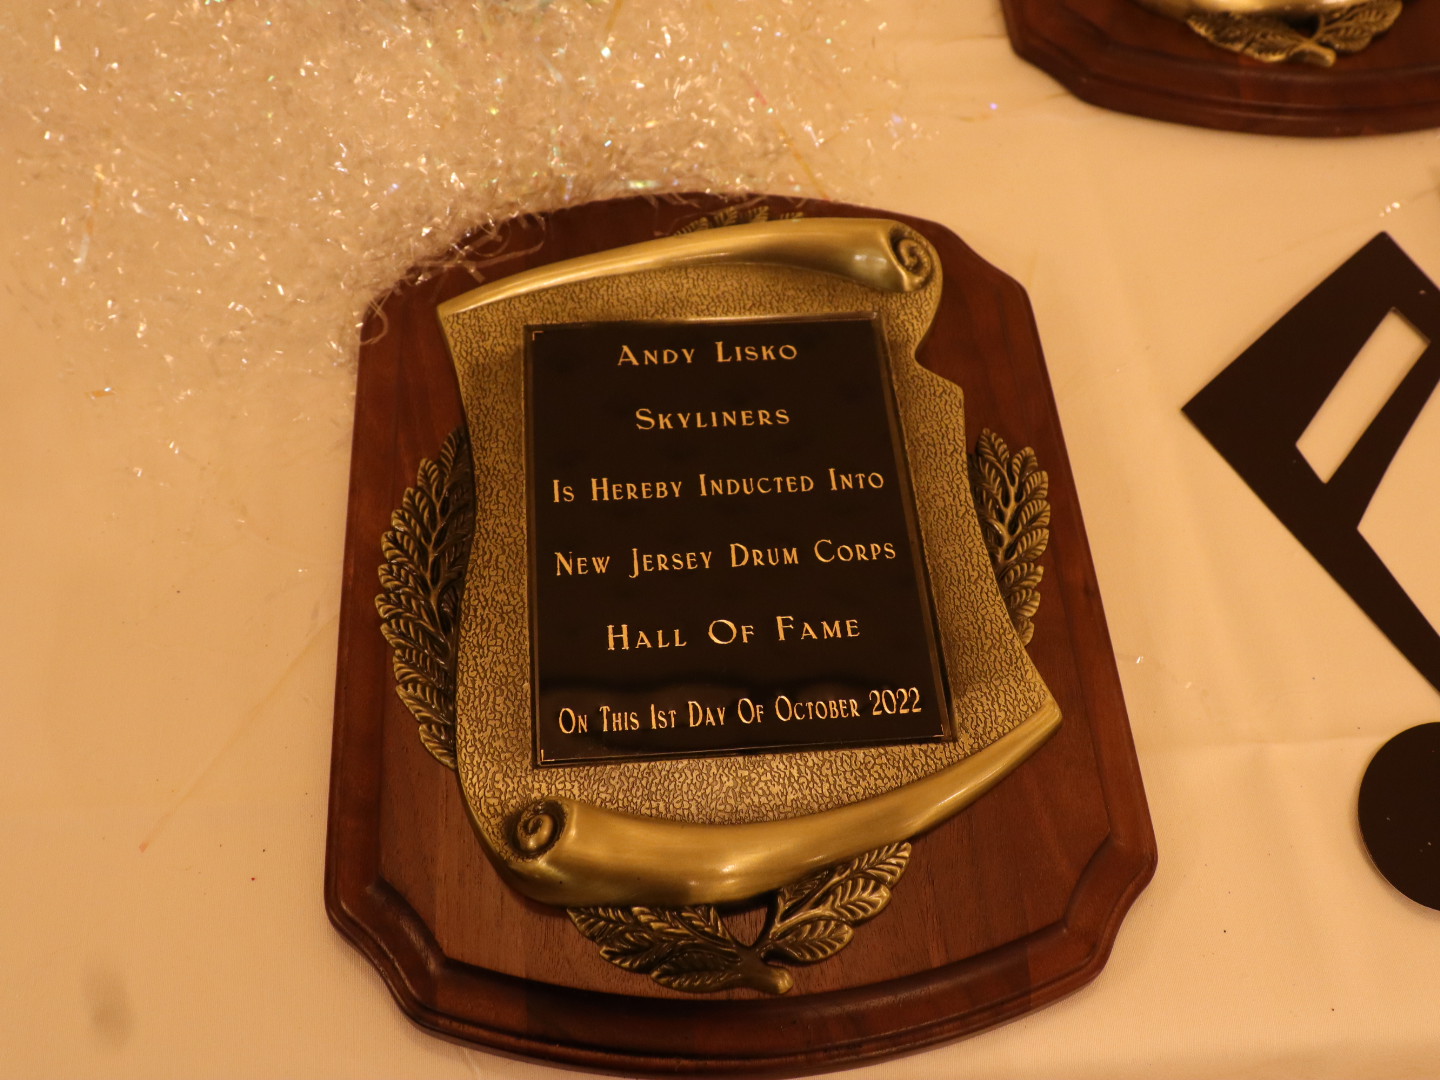 Andy Lisko
Skyliners
Is Hereby Inducted Into
New Jersey Drum Corps
Hall Of Fame
On This 1st Day Of October 2022